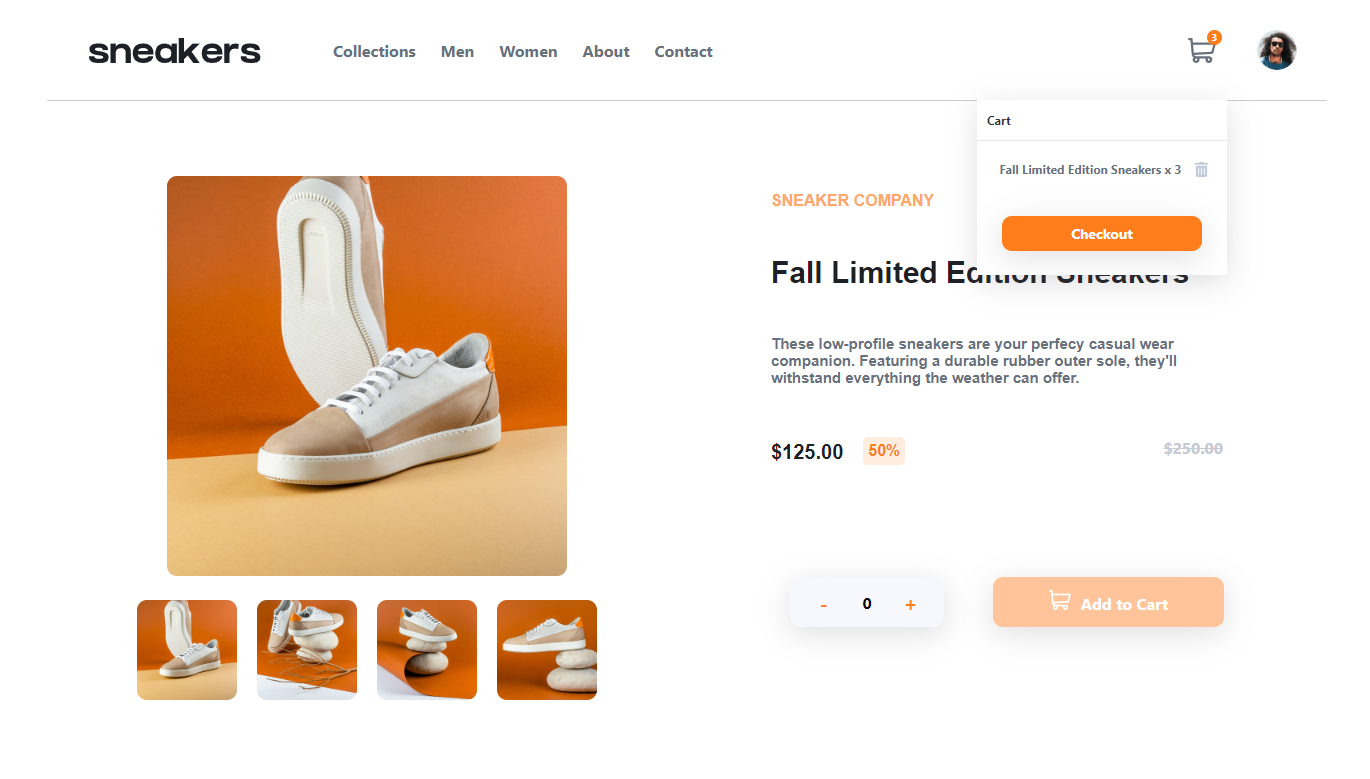 sneakers
Collections Men Women About Contact
3
Cart
Fall Limited Edition Sneakers x 3
Checkout
SNEAKER COMPANY
Fall Limited Edition Sneakers
These low-profile sneakers are your perfecy casual wear
companion. Featuring a durable rubber outer sole, they'll
withstand everything the weather can offer.
$125.00 50% $250.00
- 0 + Add to Cart